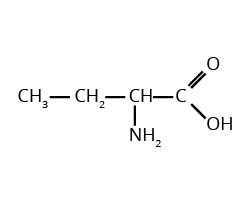 O
CH₃ CH₂ CH C
OH
NH₂